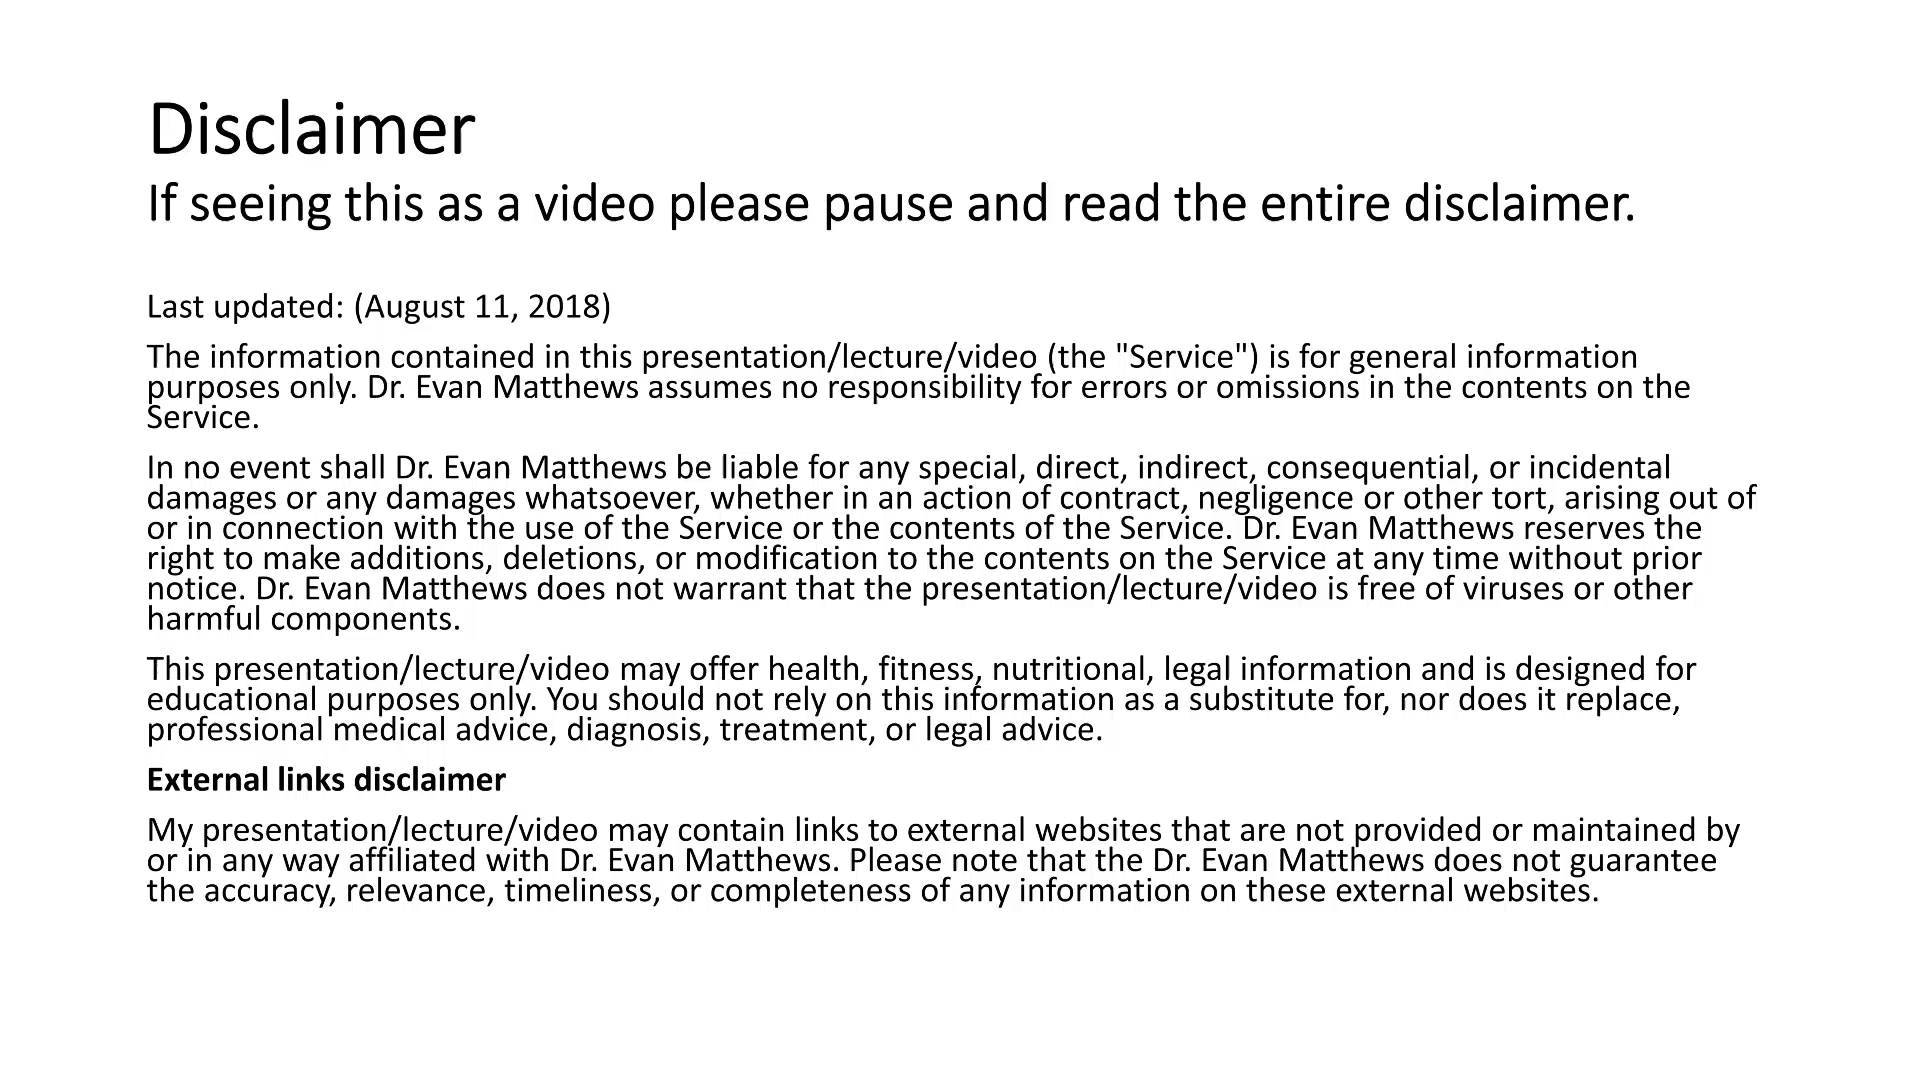 Disclaimer
If seeing this as a video please pause and read the entire disclaimer.
Last updated: (August 11, 2018)
The information contained in this presentation/lecture/video (the "Service") is for general information
purposes only. Dr. Evan Matthews assumes no responsibility for errors or omissions in the contents on the
Service.
In no event shall Dr. Evan Matthews be liable for any special, direct, indirect, consequential, or incidental
damages or any damages whatsoever, whether in an action of contract, negligence or other tort, arising out of
or in connection with the use of the Service or the contents of the Service. Dr. Evan Matthews reserves the
right to make additions, deletions, or modification to the contents on the Service at any time without prior
notice. Dr. Evan Matthews does not warrant that the presentation/lecture/video is free of viruses or other
harmful components.
This presentation/lecture/video may offer health, fitness, nutritional, legal information and is designed for
educational purposes only. You should not rely on this information as a substitute for, nor does it replace,
professional medical advice, diagnosis, treatment, or legal advice.
External links disclaimer
My presentation/lecture/video may contain links to external websites that are not provided or maintained by
or in any way affiliated with Dr. Evan Matthews. Please note that the Dr. Evan Matthews does not guarantee
the accuracy, relevance, timeliness, or completeness of any information on these external websites.